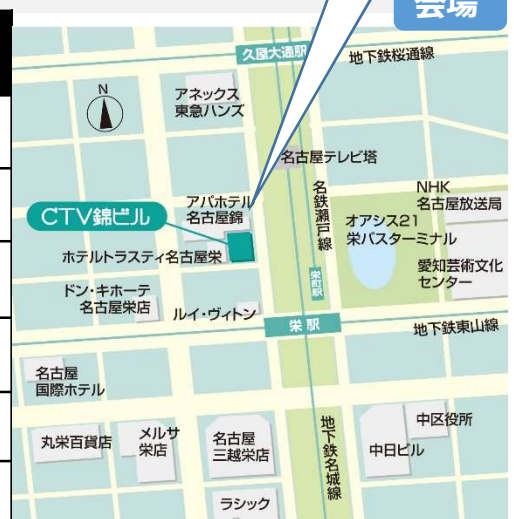 会場
久屋大通駅
地下鉄桜通線
N
アネックス
東急ハンズ
名古屋テレビ塔
アパホテル
名古屋錦
CTV錦ビル
名鉄瀬戸線
NHK
名古屋放送局
オアシス21
栄バスターミナル
ホテルトラスティ名古屋栄
愛知芸術文化
センター
栄町駅
ドン・キホーテ
名古屋栄店
ルイ・ヴィトン
栄駅
地下鉄東山線
名古屋
国際ホテル
丸栄百貨店
メルサ
栄店
名古屋
三越栄店
地下鉄名城線
中区役所
中日ビル
ラシック